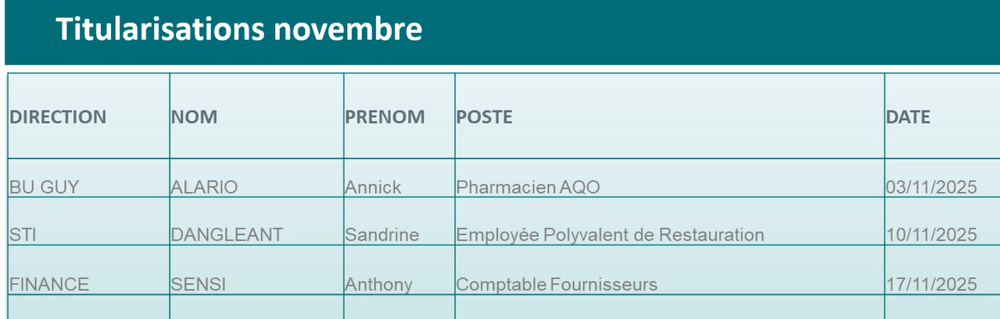 Titularisations novembre
DIRECTION NOM PRENOM POSTE DATE
BU GUY ALARIO Annick Pharmacien AQO 03/11/2025
STI DANGLEANT Sandrine Employée Polyvalent de Restauration 10/11/2025
FINANCE SENSI Anthony Comptable Fournisseurs 17/11/2025